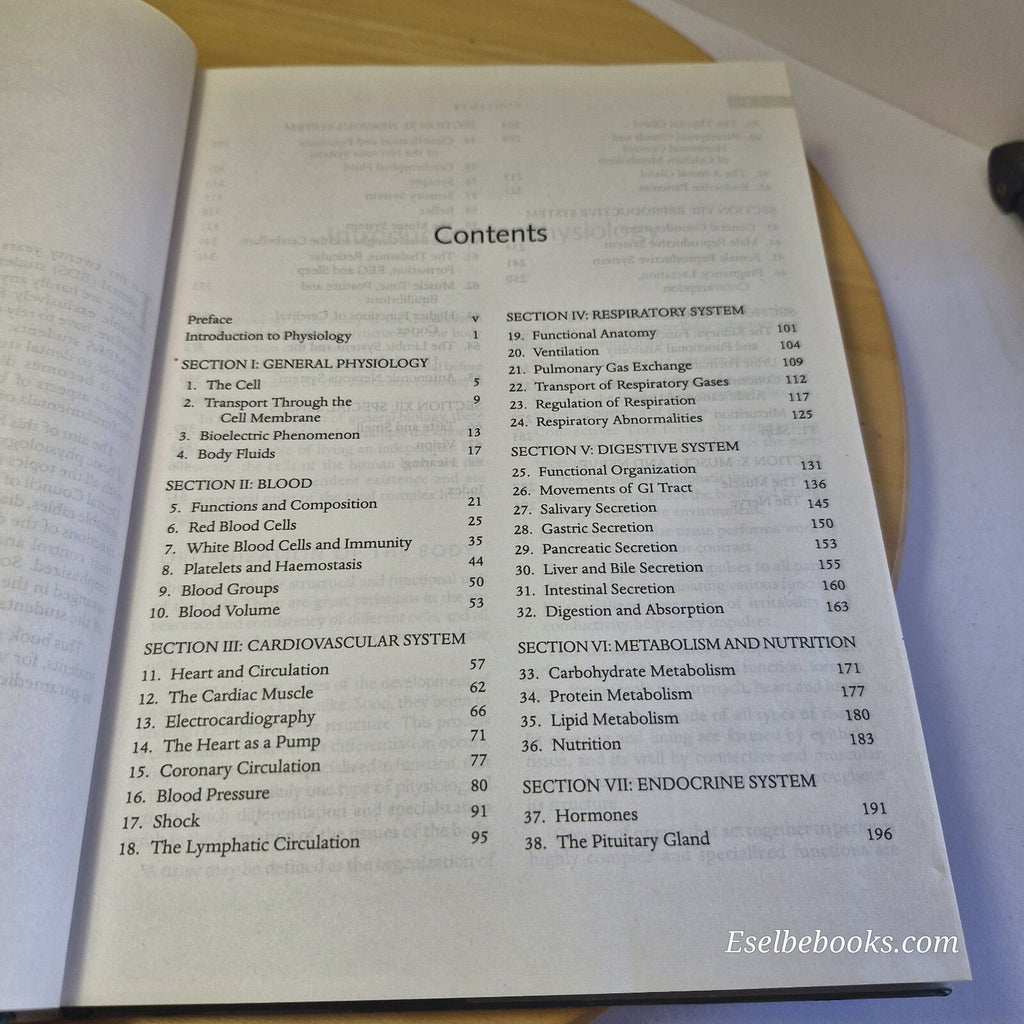 Contents
Preface v
Introduction to Physiology 1
SECTION I: GENERAL PHYSIOLOGY
1. The Cell 5
2. Transport Through the 9
Cell Membrane
3. Bioelectric Phenomenon 13
4. Body Fluids 17
SECTION II: BLOOD
5. Functions and Composition 21
6. Red Blood Cells 25
7. White Blood Cells and Immunity 35
8. Platelets and Haemostasis 44
9. Blood Groups 50
10. Blood Volume 53
SECTION III: CARDIOVASCULAR SYSTEM
11. Heart and Circulation 57
12. The Cardiac Muscle 62
13. Electrocardiography 66
14. The Heart as a Pump 71
15. Coronary Circulation 77
16. Blood Pressure 80
17. Shock 91
18. The Lymphatic Circulation 95
SECTION IV: RESPIRATORY SYSTEM
19. Functional Anatomy 101
20. Ventilation 104
21. Pulmonary Gas Exchange 109
22. Transport of Respiratory Gases 112
23. Regulation of Respiration 117
24. Respiratory Abnormalities 125
SECTION V: DIGESTIVE SYSTEM
25. Functional Organization 131
26. Movements of GI Tract 136
27. Salivary Secretion 145
28. Gastric Secretion 150
29. Pancreatic Secretion 153
30. Liver and Bile Secretion 155
31. Intestinal Secretion 160
32. Digestion and Absorption 163
SECTION VI: METABOLISM AND NUTRITION
33. Carbohydrate Metabolism 171
34. Protein Metabolism 177
35. Lipid Metabolism 180
36. Nutrition 183
SECTION VII: ENDOCRINE SYSTEM
37. Hormones 191
38. The Pituitary Gland 196
Eselbebooks.com